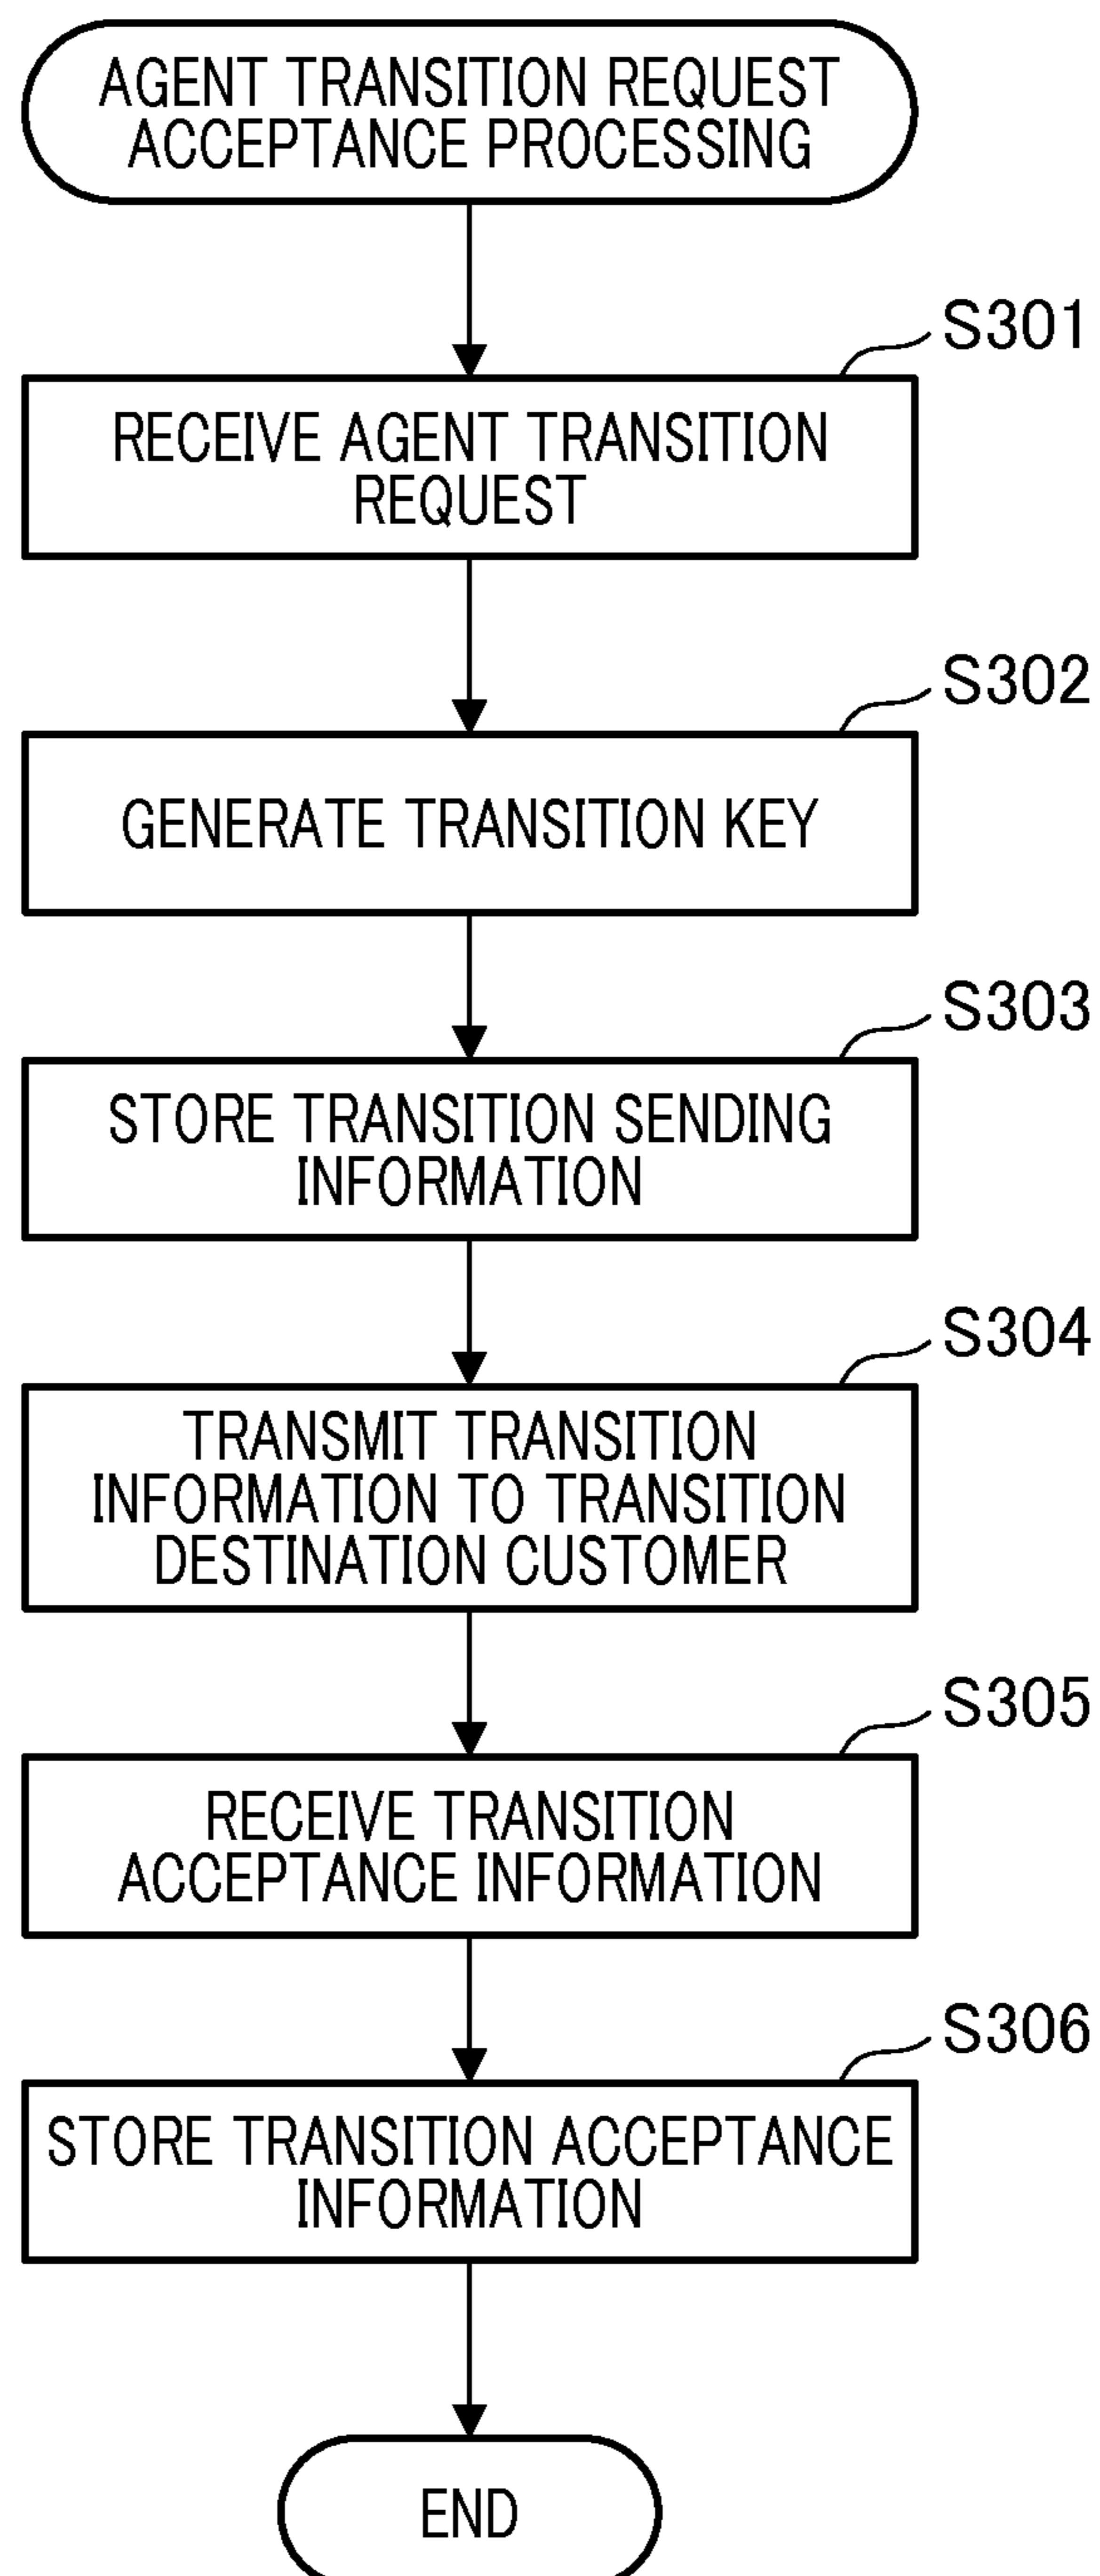 AGENT TRANSITION REQUEST
ACCEPTANCE PROCESSING
S301
RECEIVE AGENT TRANSITION
REQUEST
S302
GENERATE TRANSITION KEY
S303
STORE TRANSITION SENDING
INFORMATION
S304
TRANSMIT TRANSITION
INFORMATION TO TRANSITION
DESTINATION CUSTOMER
S305
RECEIVE TRANSITION
ACCEPTANCE INFORMATION
S306
STORE TRANSITION ACCEPTANCE
INFORMATION
END